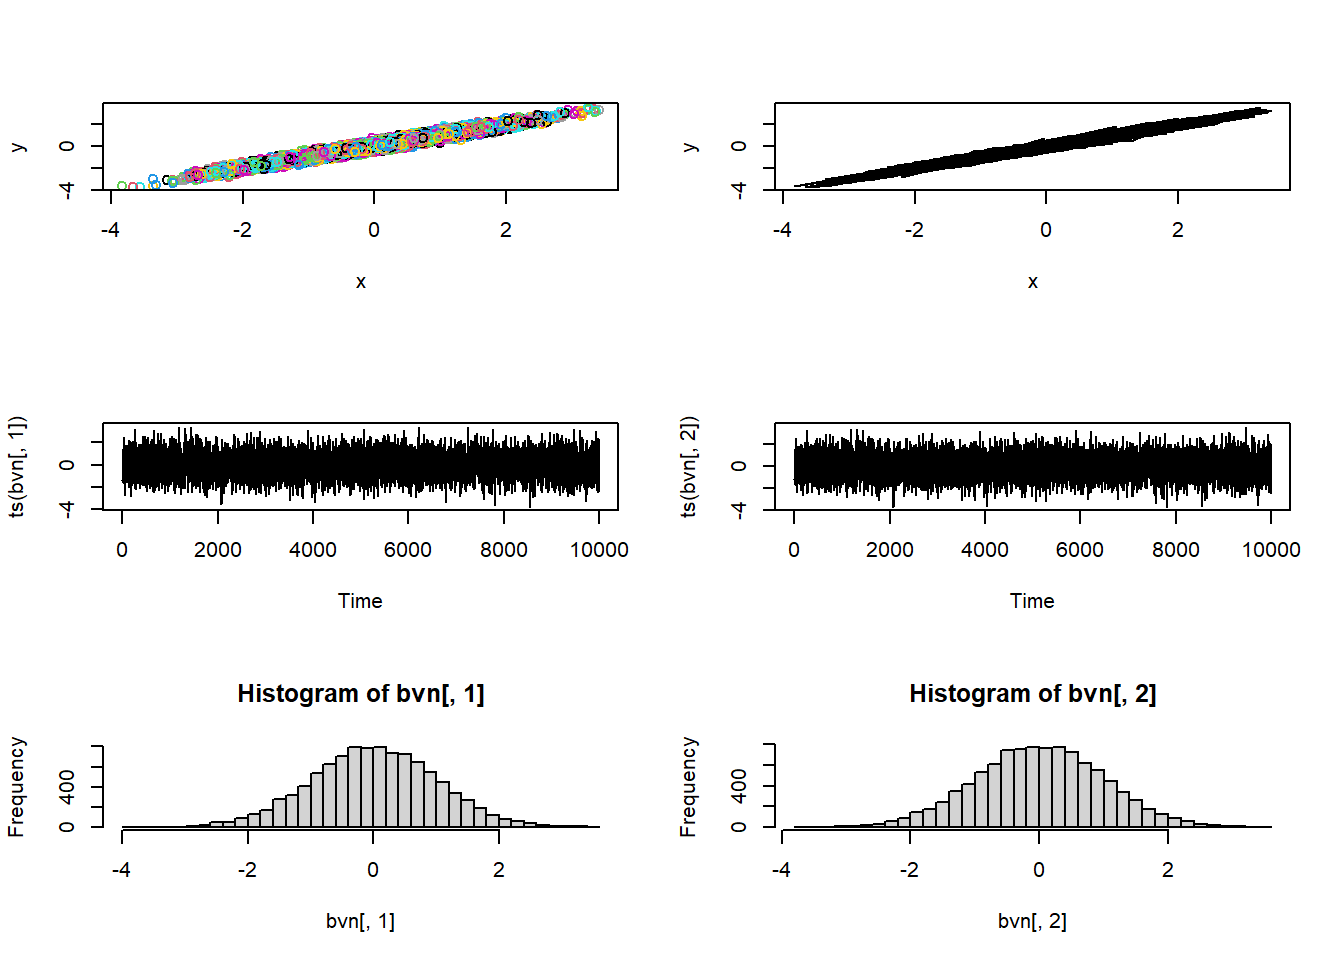 y
0
-4
-4 -2 0 2
x
y
0
-4
-4 -2 0 2
x
ts(bvn[, 1])
0
-4
0 2000 4000 6000 8000 10000
Time
ts(bvn[, 2])
0
-4
0 2000 4000 6000 8000 10000
Time
Histogram of bvn[, 1]
Frequency
400
0
-4 -2 0 2
bvn[, 1]
Histogram of bvn[, 2]
Frequency
400
0
-4 -2 0 2
bvn[, 2]